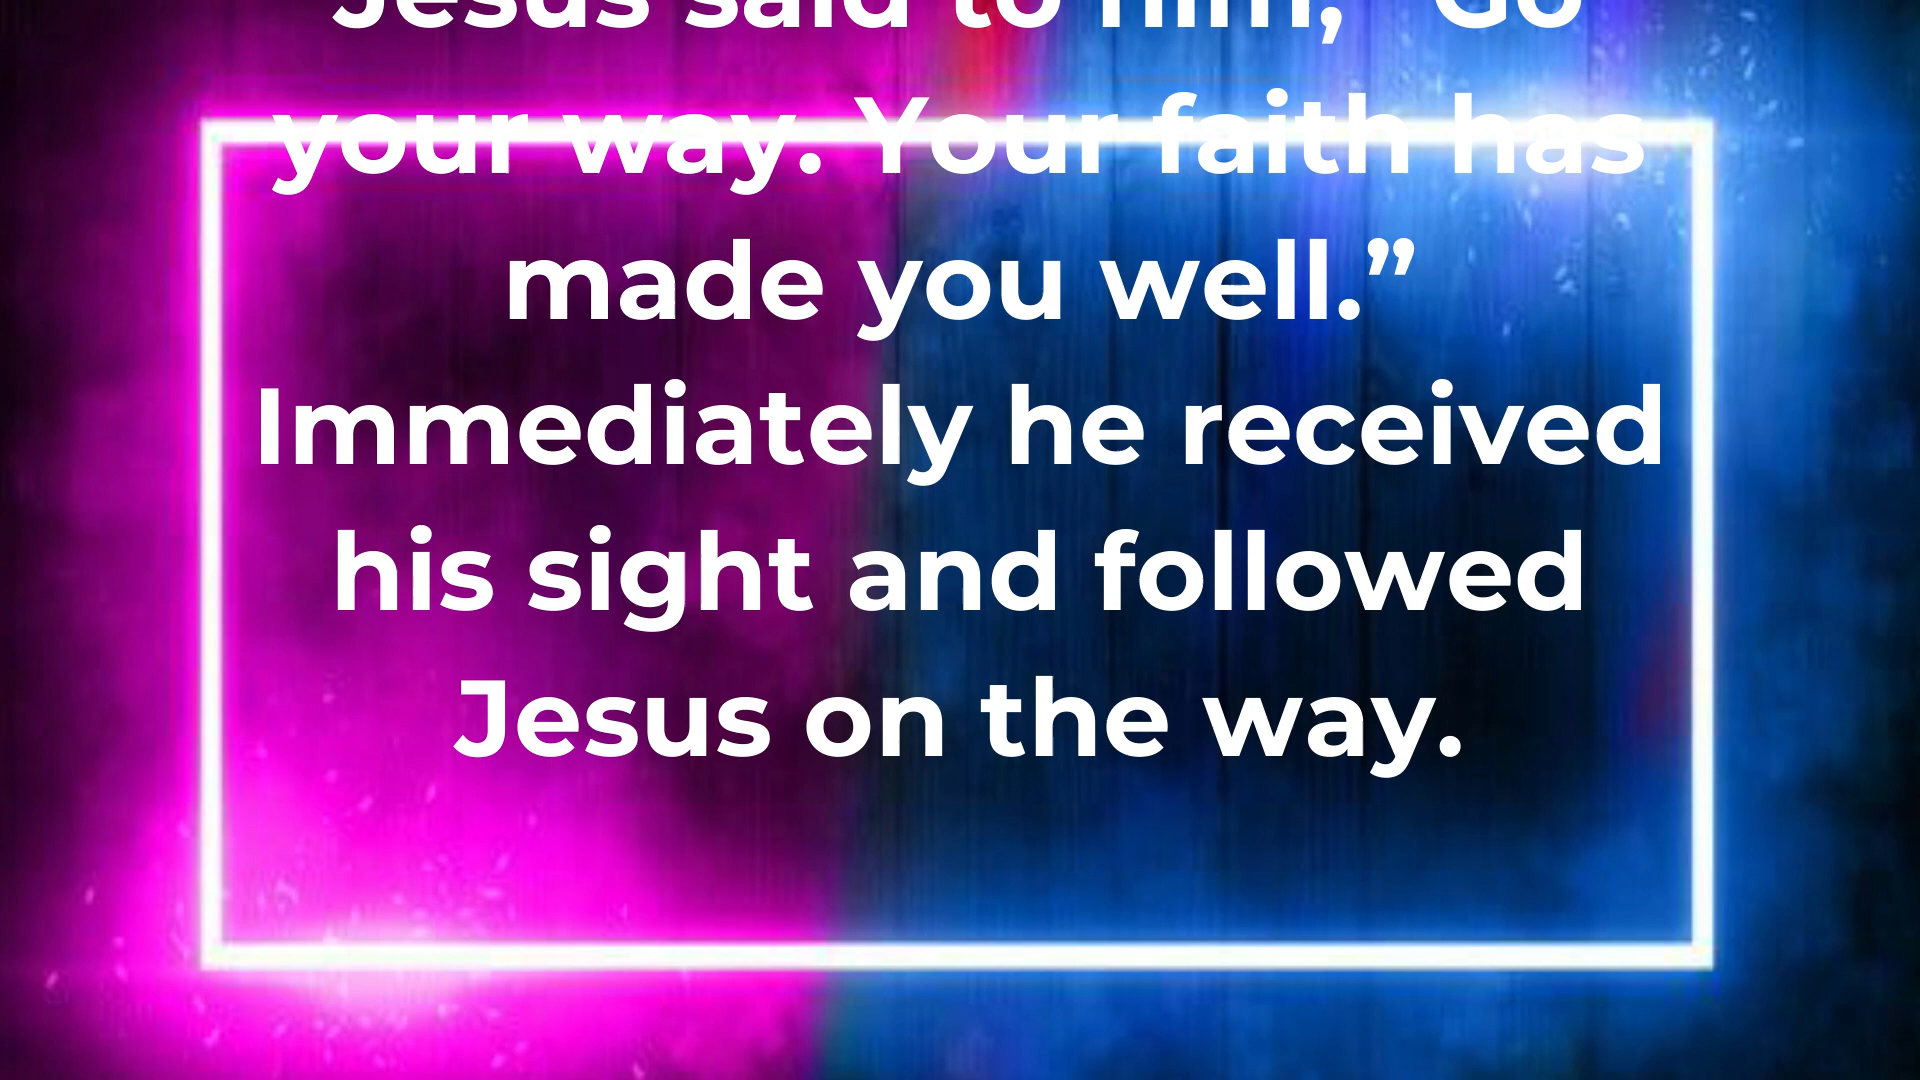 Jesus said to him, “Go
your way. Your faith has
made you well.”
Immediately he received
his sight and followed
Jesus on the way.